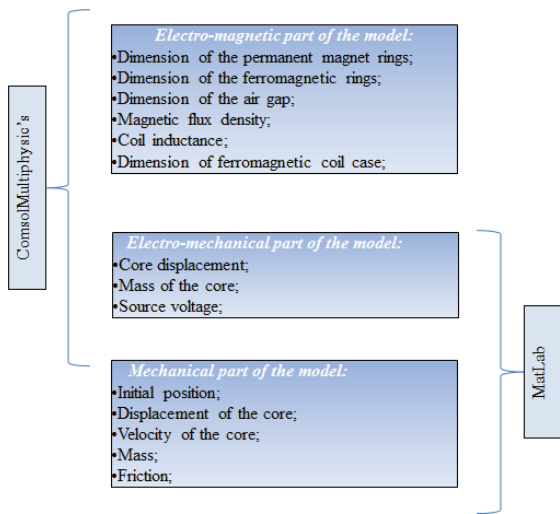 Electro-magnetic part of the model:
•Dimension of the permanent magnet rings;
•Dimension of the ferromagnetic rings;
•Dimension of the air gap;
•Magnetic flux density;
•Coil inductance;
•Dimension of ferromagnetic coil case;
ComsolMultiphysic's
Electro-mechanical part of the model:
•Core displacement;
•Mass of the core;
•Source voltage;
MatLab
Mechanical part of the model:
•Initial position;
•Displacement of the core;
•Velocity of the core;
•Mass;
•Friction;